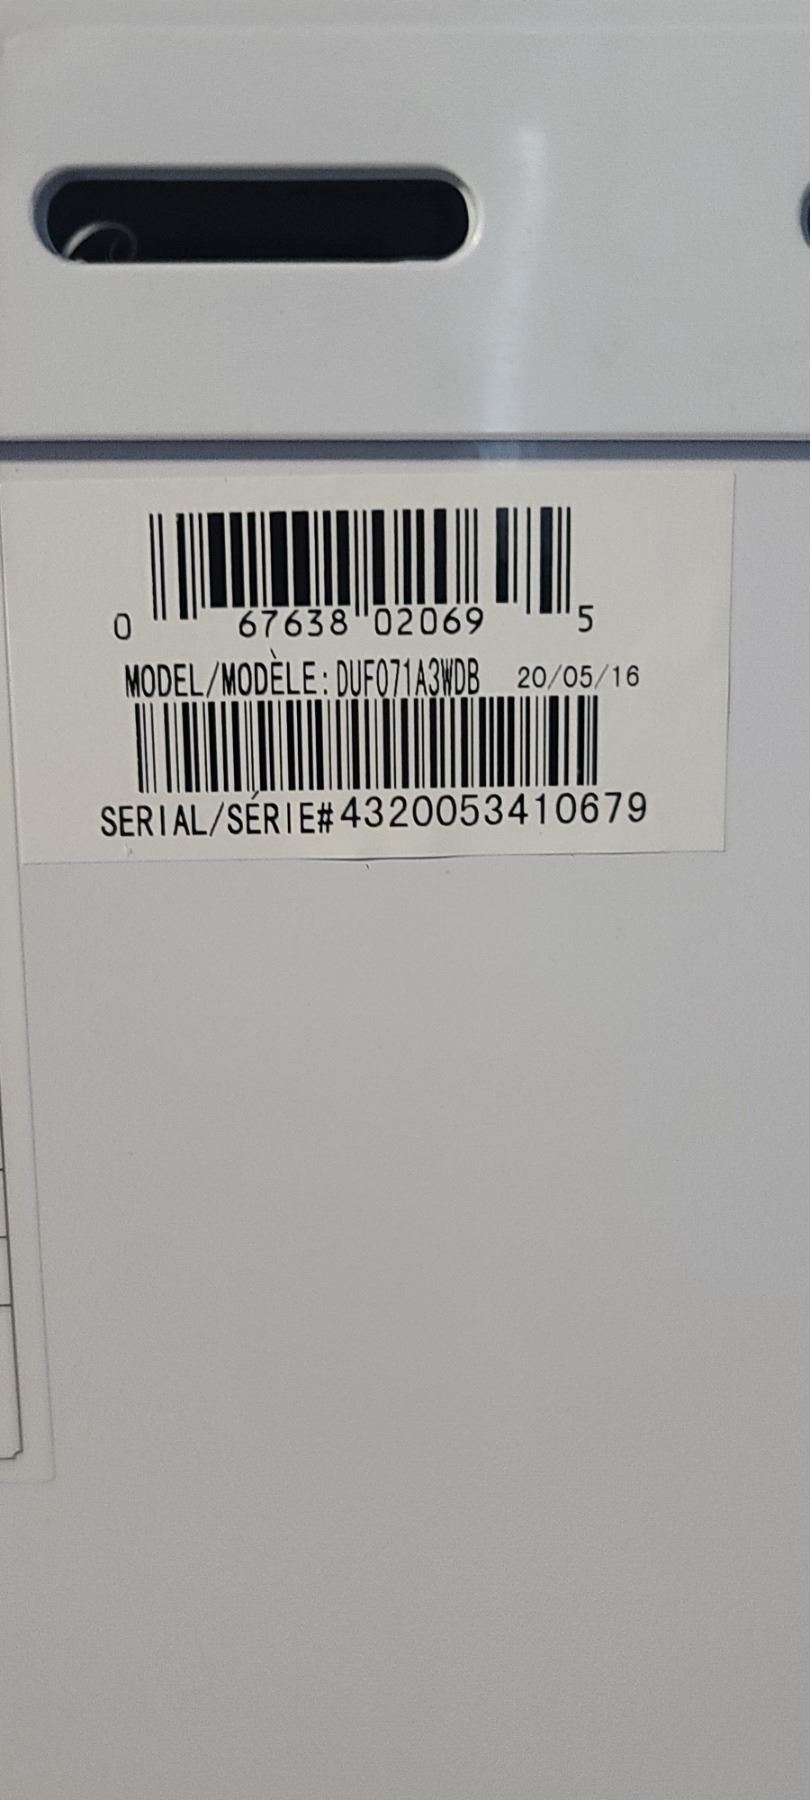 0 67638 02069 5
MODEL/MODÈLE: DUF071A3WDB 20/05/16
SERIAL/SÉRIE#4320053410679